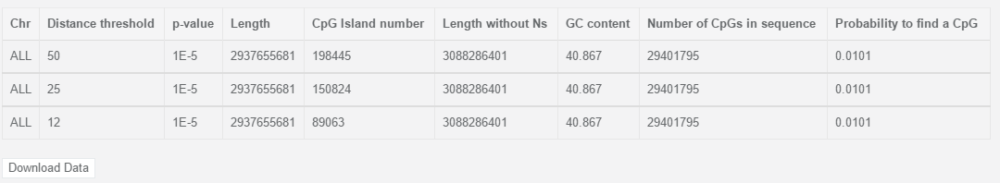 Chr Distance threshold p-value Length CpG Island number Length without Ns GC content Number of CpGs in sequence Probability to find a CpG
ALL 50 1E-5 2937655681 198445 3088286401 40.867 29401795 0.0101
ALL 25 1E-5 2937655681 150824 3088286401 40.867 29401795 0.0101
ALL 12 1E-5 2937655681 89063 3088286401 40.867 29401795 0.0101
Download Data